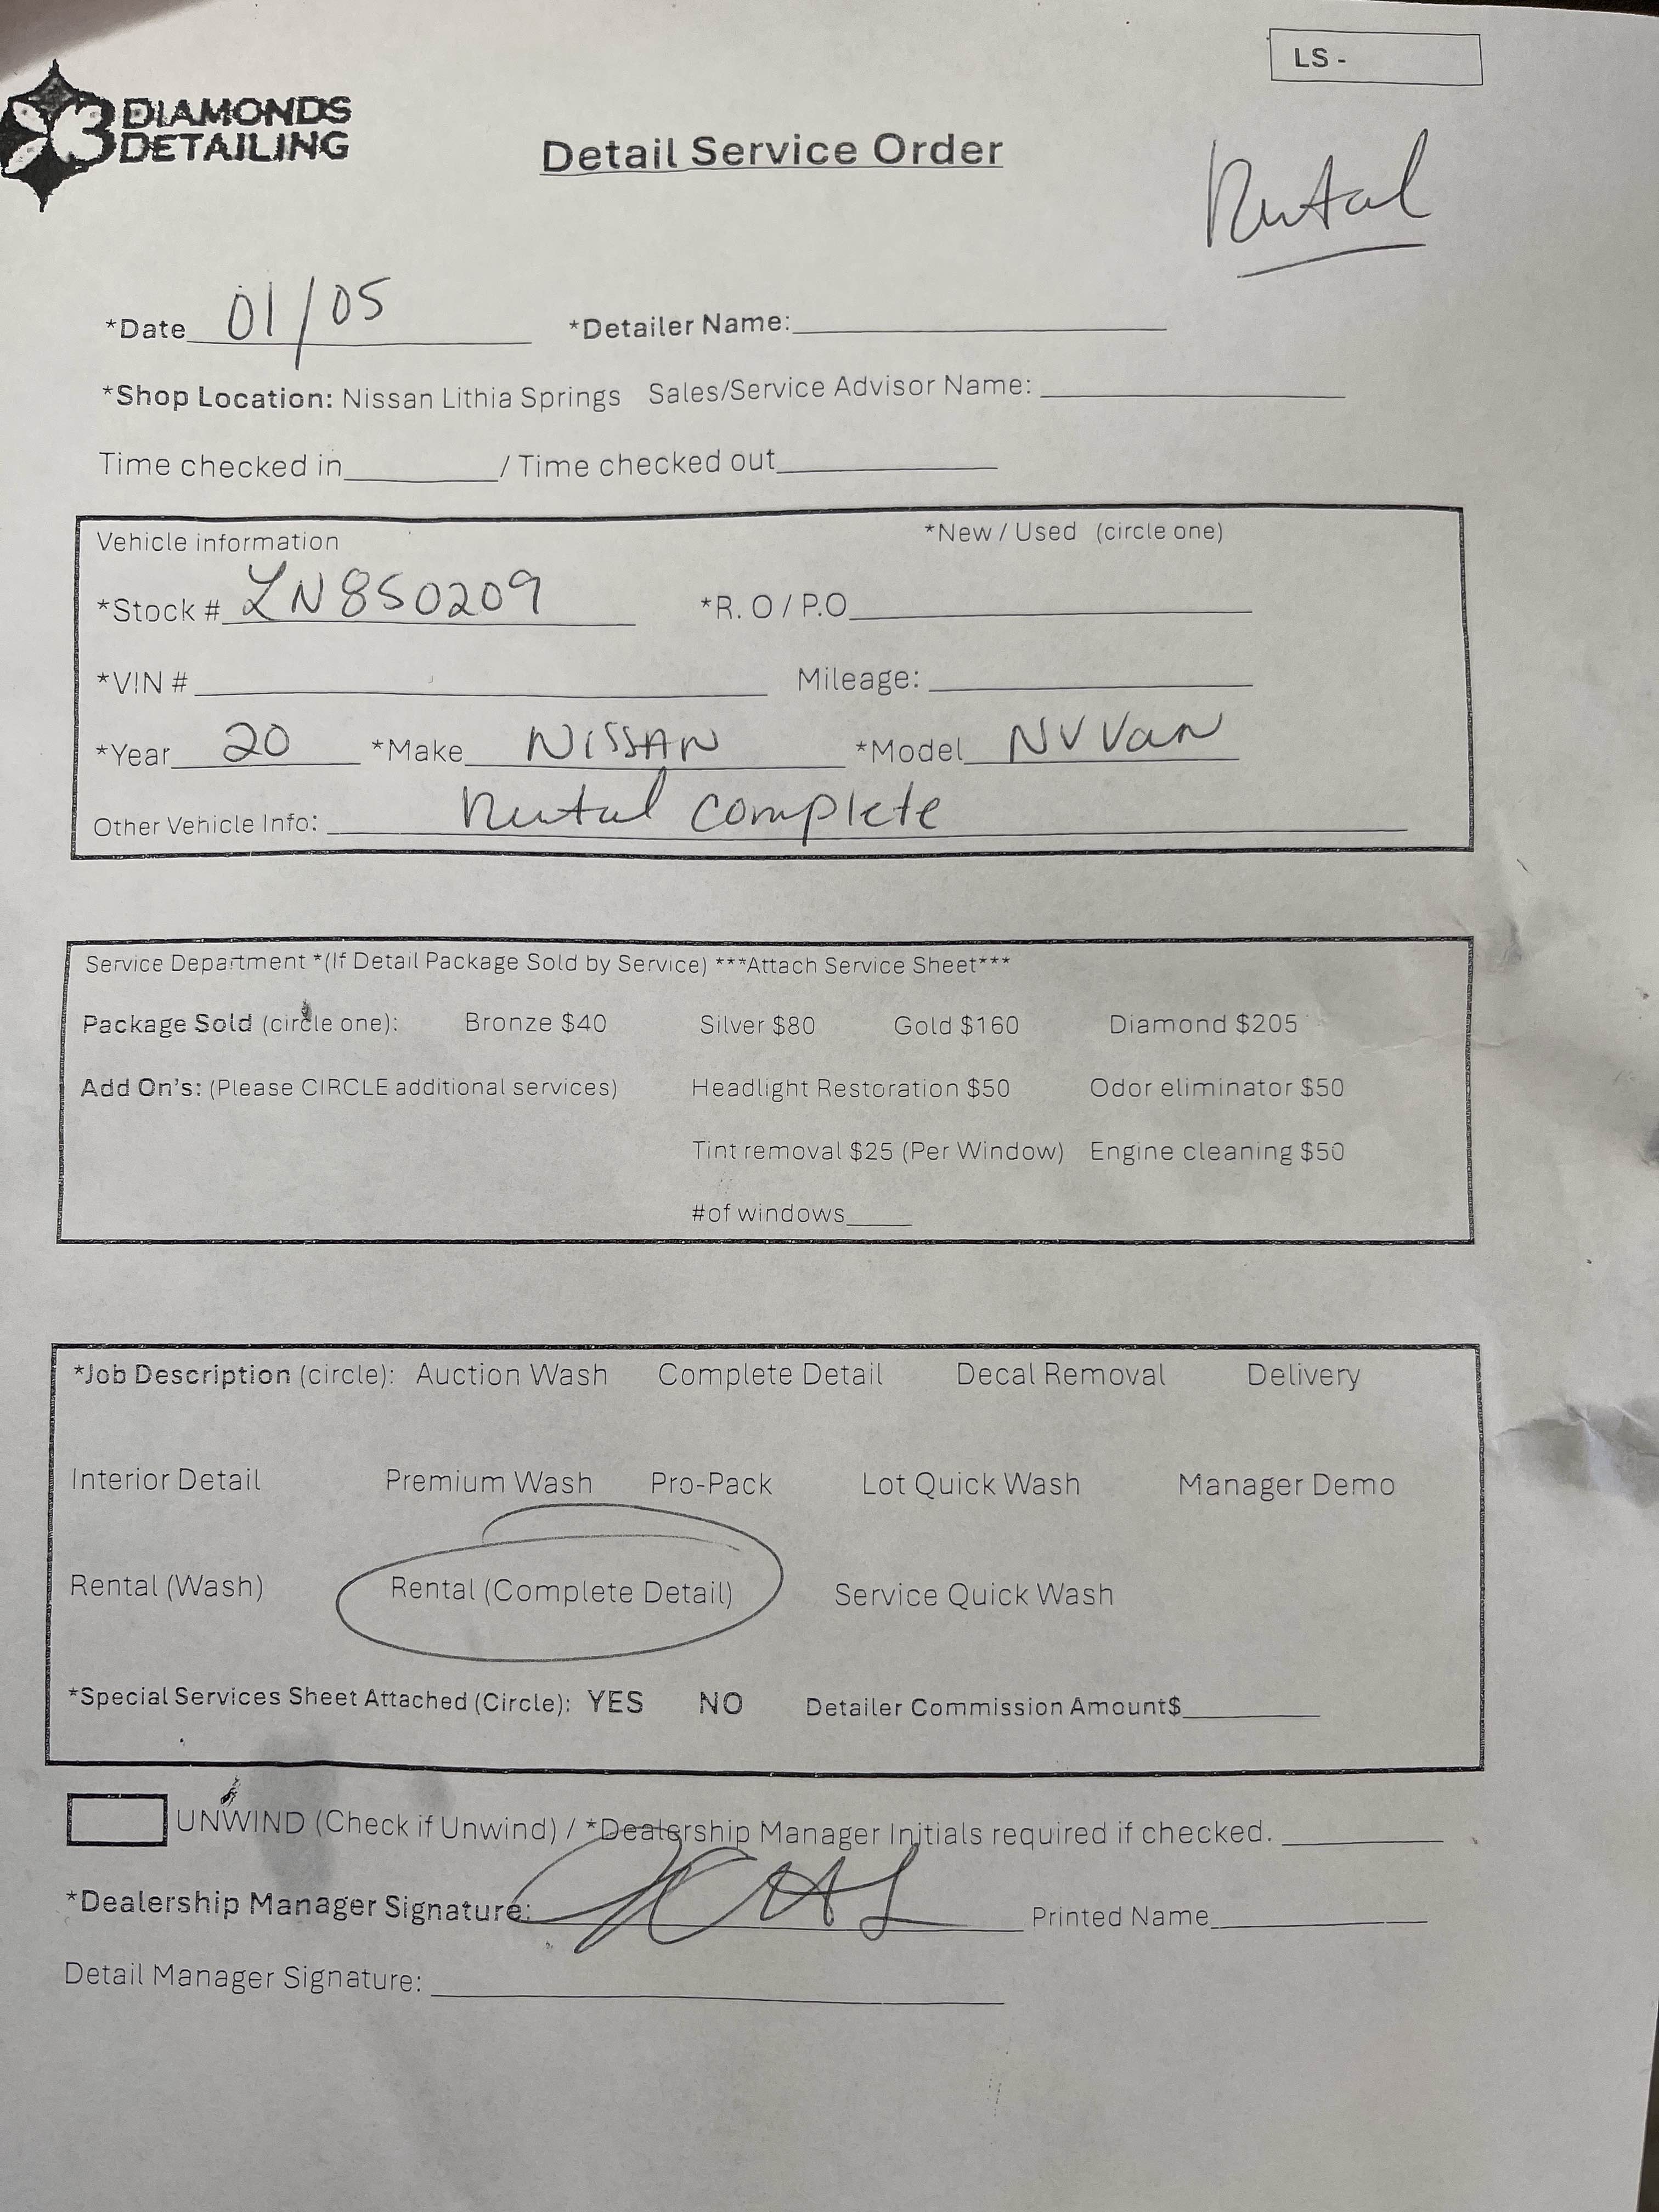 LS -
3 DIAMONDS
DETAILING
Detail Service Order
Rental
*Date 01/05 *Detailer Name:
*Shop Location: Nissan Lithia Springs Sales/Service Advisor Name:
Time checked in / Time checked out
Vehicle information *New / Used (circle one)
*Stock # LN850209 *R.O / P.O
*VIN # Mileage:
*Year 20 *Make NISSAN *Model NV Van
Other Vehicle Info: Rental complete
Service Department *(If Detail Package Sold by Service) ***Attach Service Sheet***
Package Sold (circle one): Bronze $40 Silver $80 Gold $160 Diamond $205
Add On's: (Please CIRCLE additional services) Headlight Restoration $50 Odor eliminator $50
Tint removal $25 (Per Window) Engine cleaning $50
#of windows
*Job Description (circle): Auction Wash Complete Detail Decal Removal Delivery
Interior Detail Premium Wash Pro-Pack Lot Quick Wash Manager Demo
Rental (Wash) Rental (Complete Detail) Service Quick Wash
*Special Services Sheet Attached (Circle): YES NO Detailer Commission Amount$
UNWIND (Check if Unwind) / *Dealership Manager Initials required if checked.
*Dealership Manager Signature: Printed Name
Detail Manager Signature: